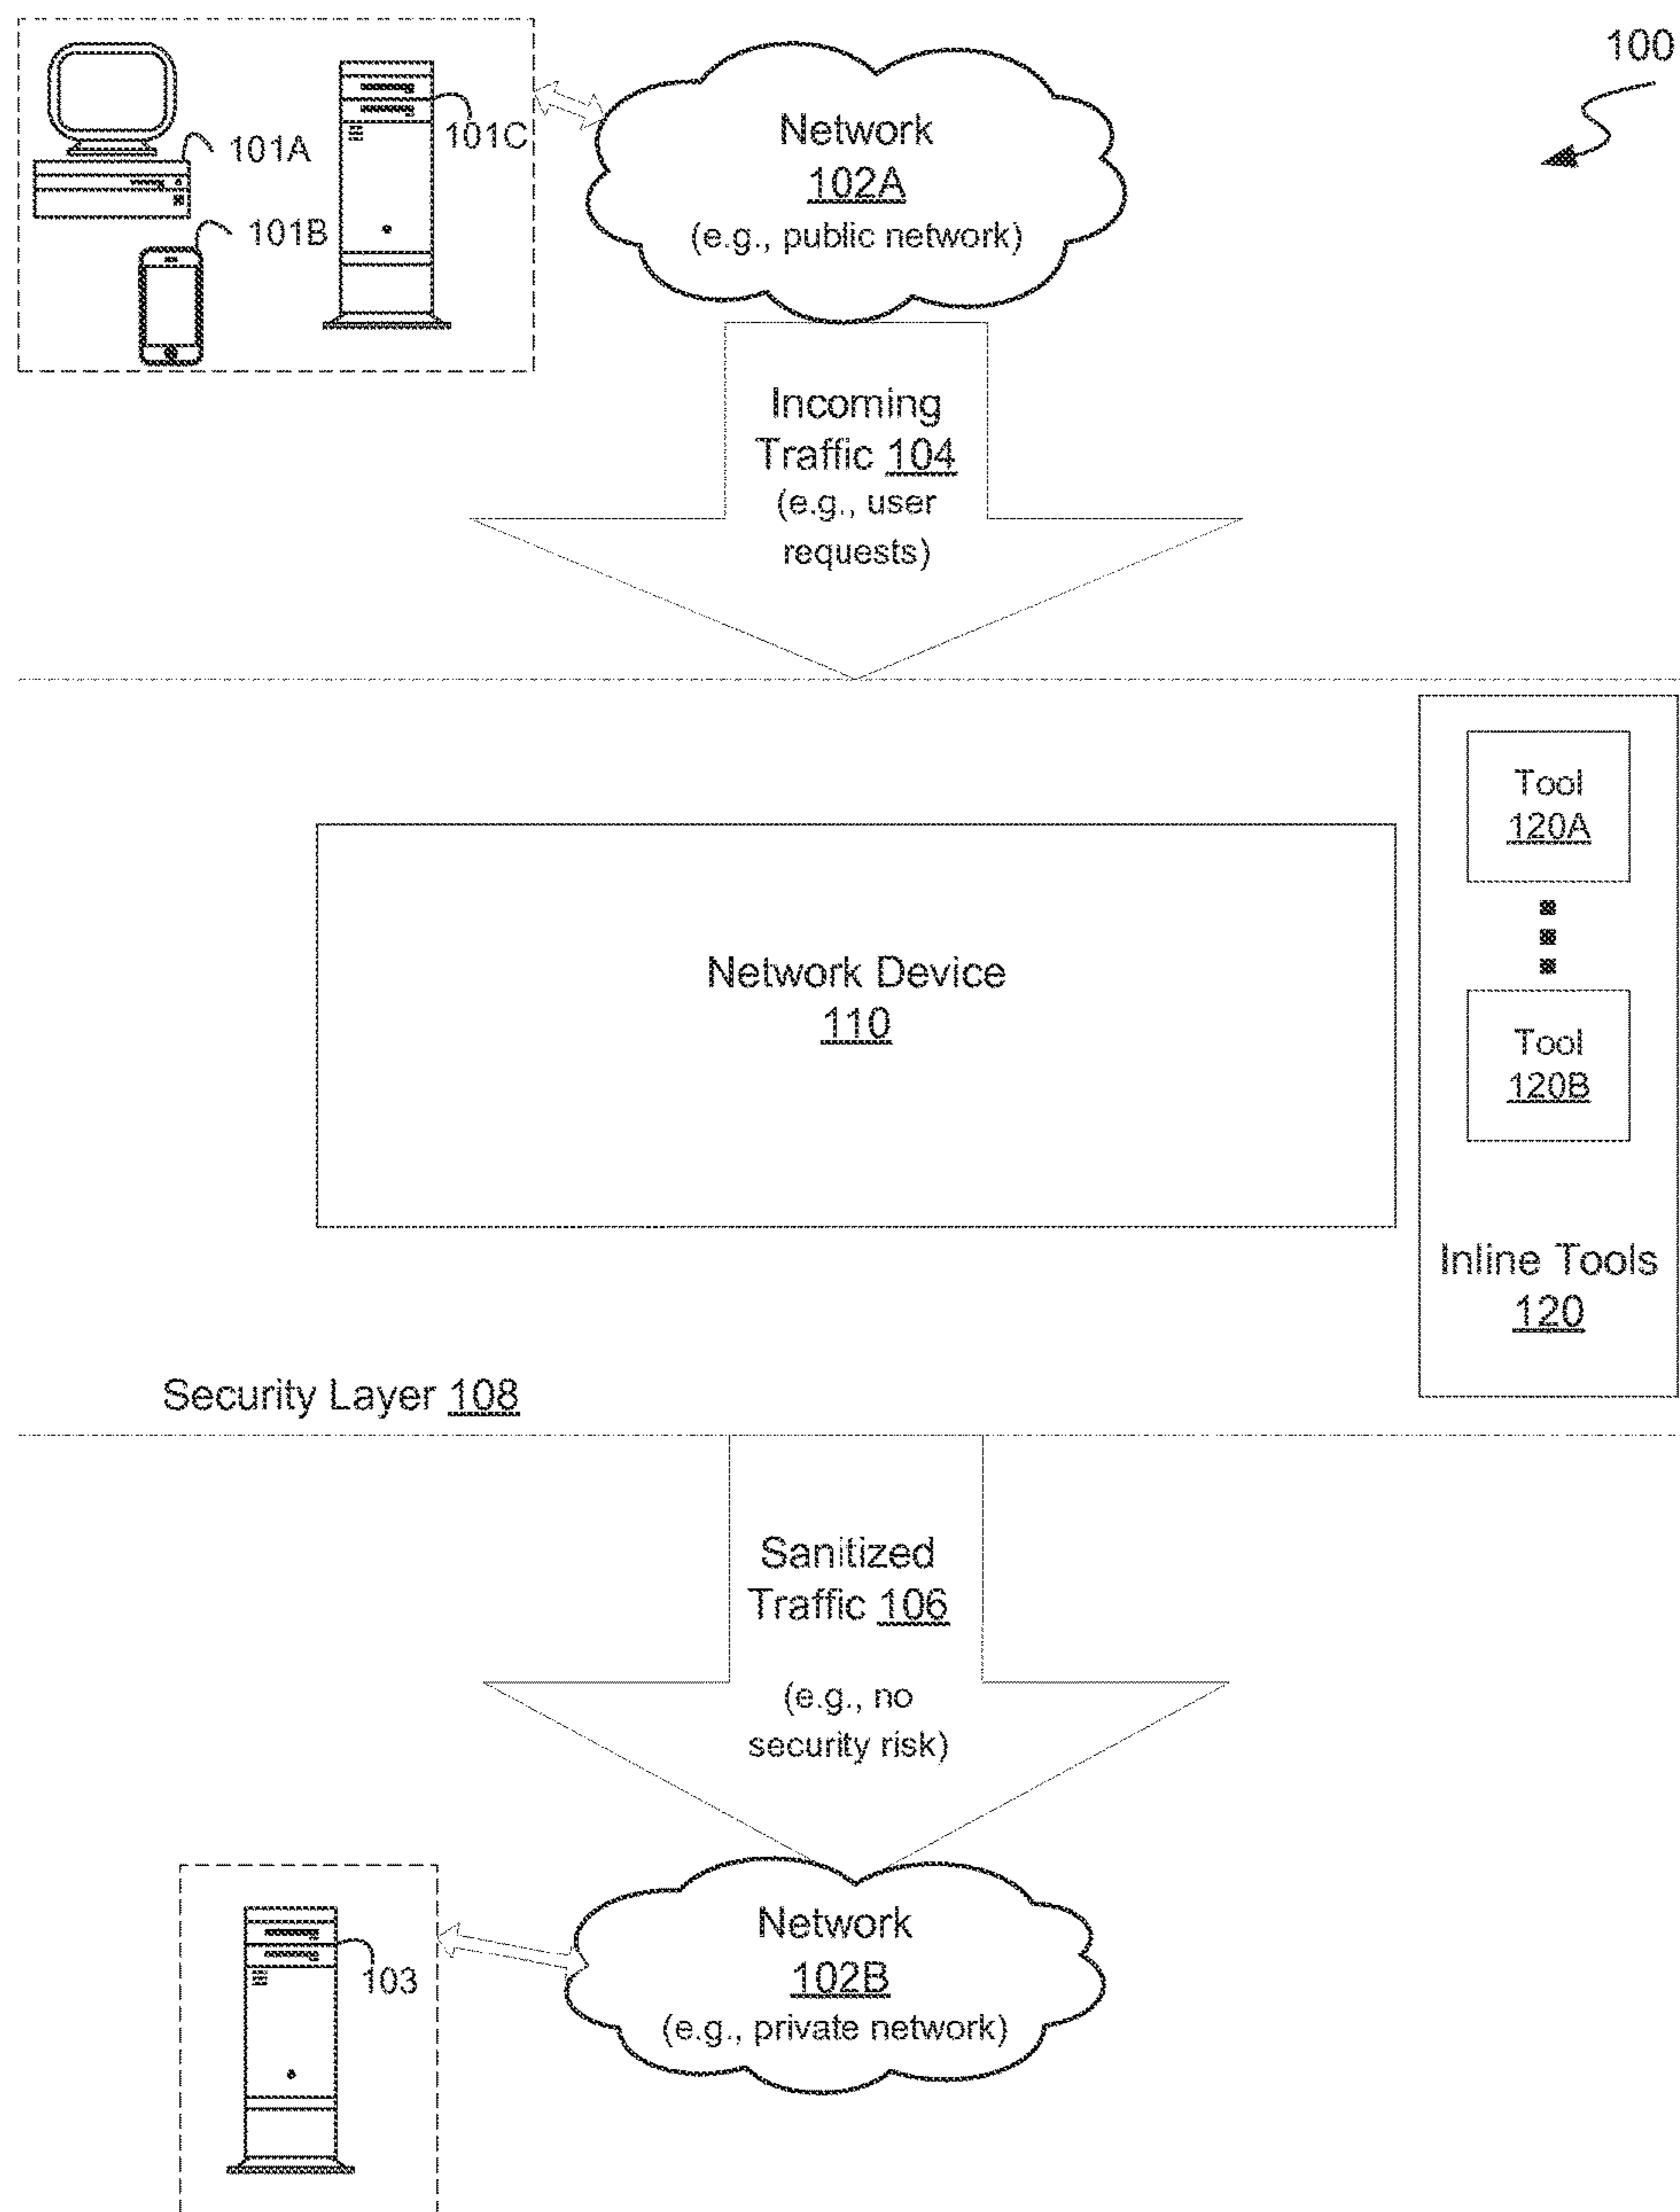 100
101A
101B
101C
Network
102A
(e.g., public network)
Incoming
Traffic 104
(e.g., user
requests)
Tool
120A
Tool
120B
Network Device
110
Inline Tools
120
Security Layer 108
Sanitized
Traffic 106
(e.g., no
security risk)
103
Network
102B
(e.g., private network)